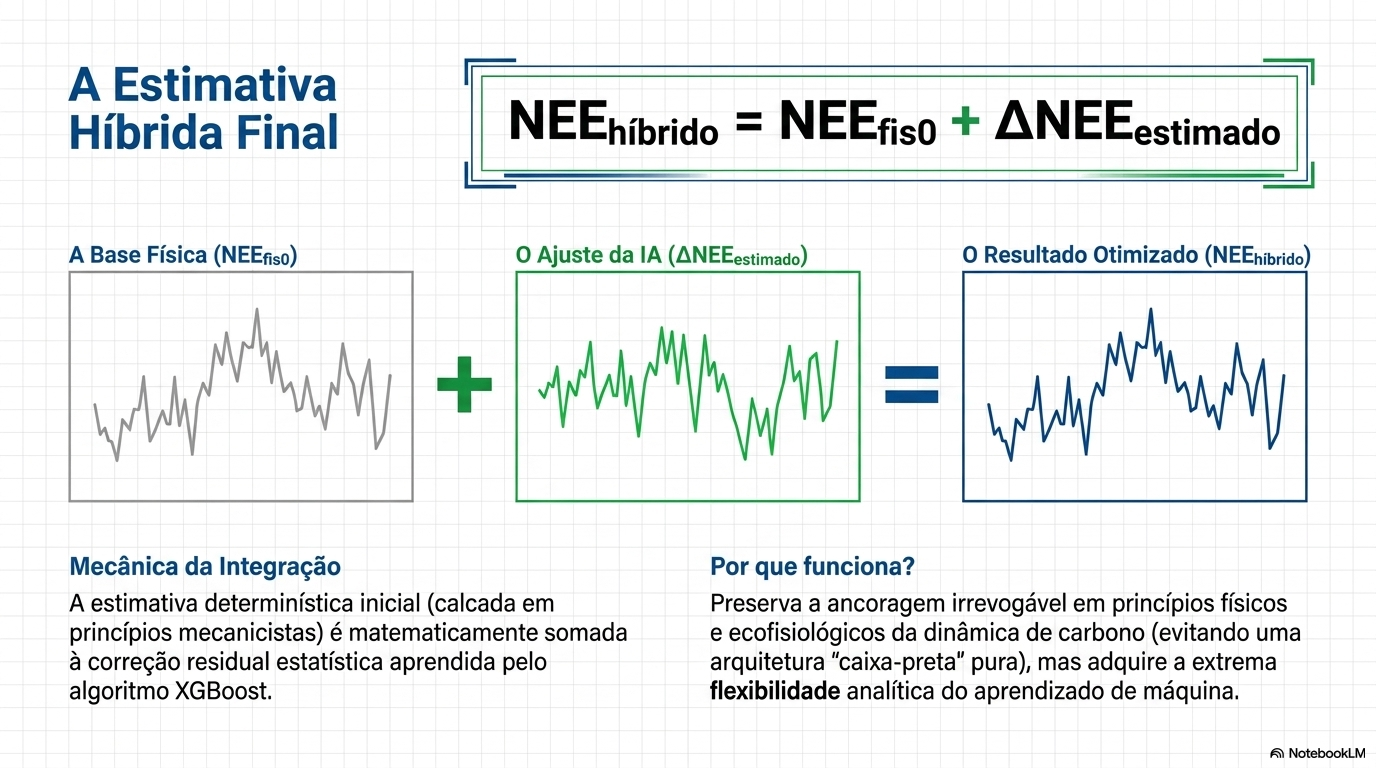 A Estimativa
Híbrida Final
NEEhíbrido = NEEfis0 + ΔNEEestimado
A Base Física (NEEfis0)
O Ajuste da IA (ΔNEEestimado)
O Resultado Otimizado (NEEhíbrido)
+
=
Mecânica da Integração
A estimativa determinística inicial (calcada em
princípios mecanicistas) é matematicamente somada
à correção residual estatística aprendida pelo
algoritmo XGBoost.
Por que funciona?
Preserva a ancoragem irrevogável em princípios físicos
e ecofisiológicos da dinâmica de carbono (evitando uma
arquitetura "caixa-preta" pura), mas adquire a extrema
flexibilidade analítica do aprendizado de máquina.
NotebookLM